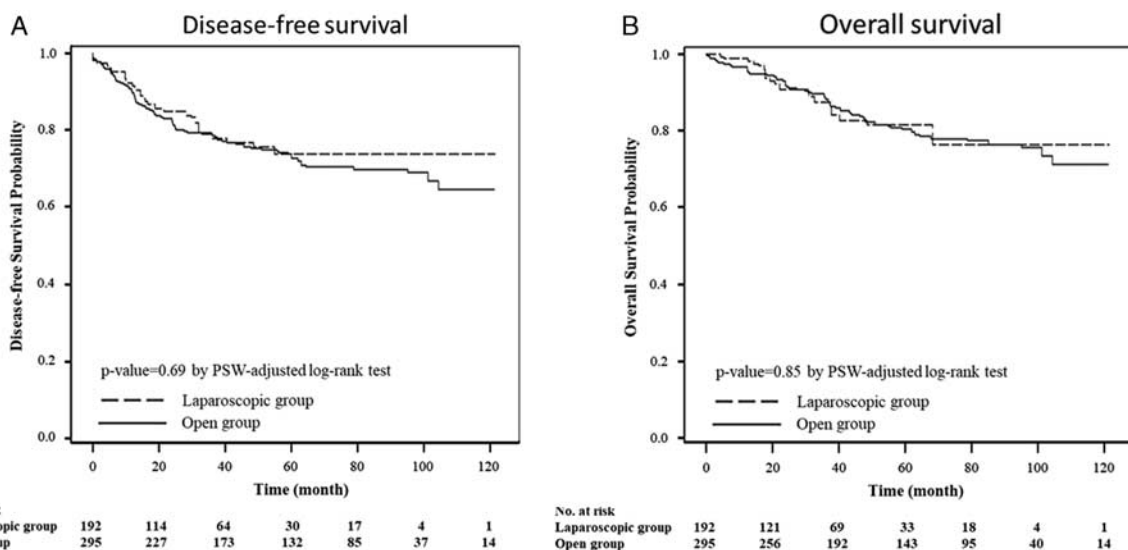 A
Disease-free survival
1.0
0.8
0.6
0.4
0.2
0.0
Disease-free Survival Probability
p-value=0.69 by PSW-adjusted log-rank test
Laparoscopic group
Open group
0 20 40 60 80 100 120
Time (month)
opic group 192 114 64 30 17 4 1
up 295 227 173 132 85 37 14
B
Overall survival
1.0
0.8
0.6
0.4
0.2
0.0
Overall Survival Probability
p-value=0.85 by PSW-adjusted log-rank test
Laparoscopic group
Open group
0 20 40 60 80 100 120
Time (month)
No. at risk
Laparoscopic group 192 121 69 33 18 4 1
Open group 295 256 192 143 95 40 14